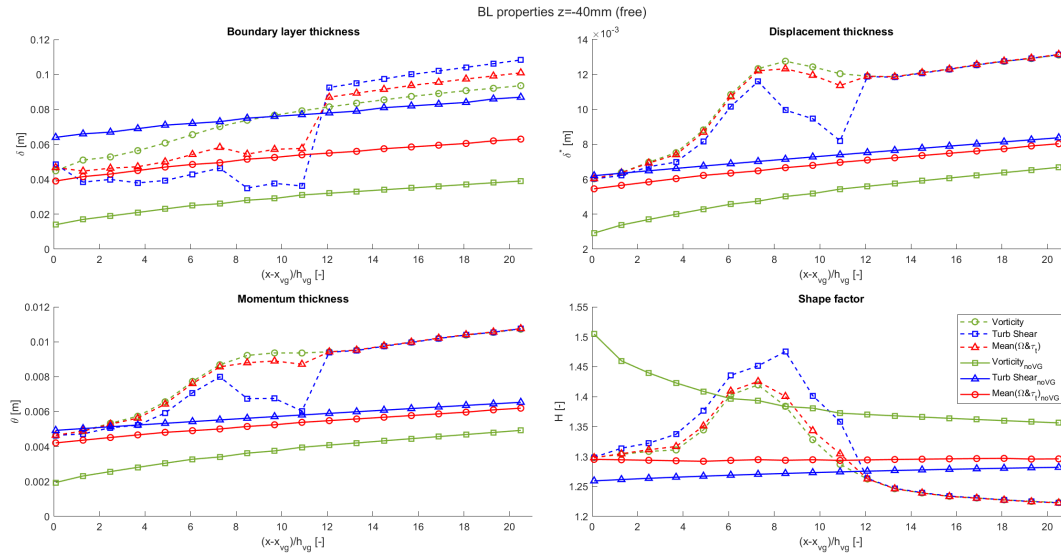 BL properties z=-40mm (free)
Boundary layer thickness
0.12
0.1
0.08
0.06
0.04
0.02
0
δ [m]
0 2 4 6 8 10 12 14 16 18 20
(x-x_vg)/h_vg [-]
Displacement thickness
×10^-3
14
12
10
8
6
4
2
δ* [m]
0 2 4 6 8 10 12 14 16 18 20
(x-x_vg)/h_vg [-]
Momentum thickness
0.012
0.01
0.008
0.006
0.004
0.002
0
θ [m]
0 2 4 6 8 10 12 14 16 18 20
(x-x_vg)/h_vg [-]
Shape factor
1.55
1.5
1.45
1.4
1.35
1.3
1.25
1.2
H [-]
0 2 4 6 8 10 12 14 16 18 20
(x-x_vg)/h_vg [-]
Vorticity
Turb Shear
Mean(Ω&τ_t)
Vorticity_noVG
Turb Shear_noVG
Mean(Ω&τ_t)_noVG